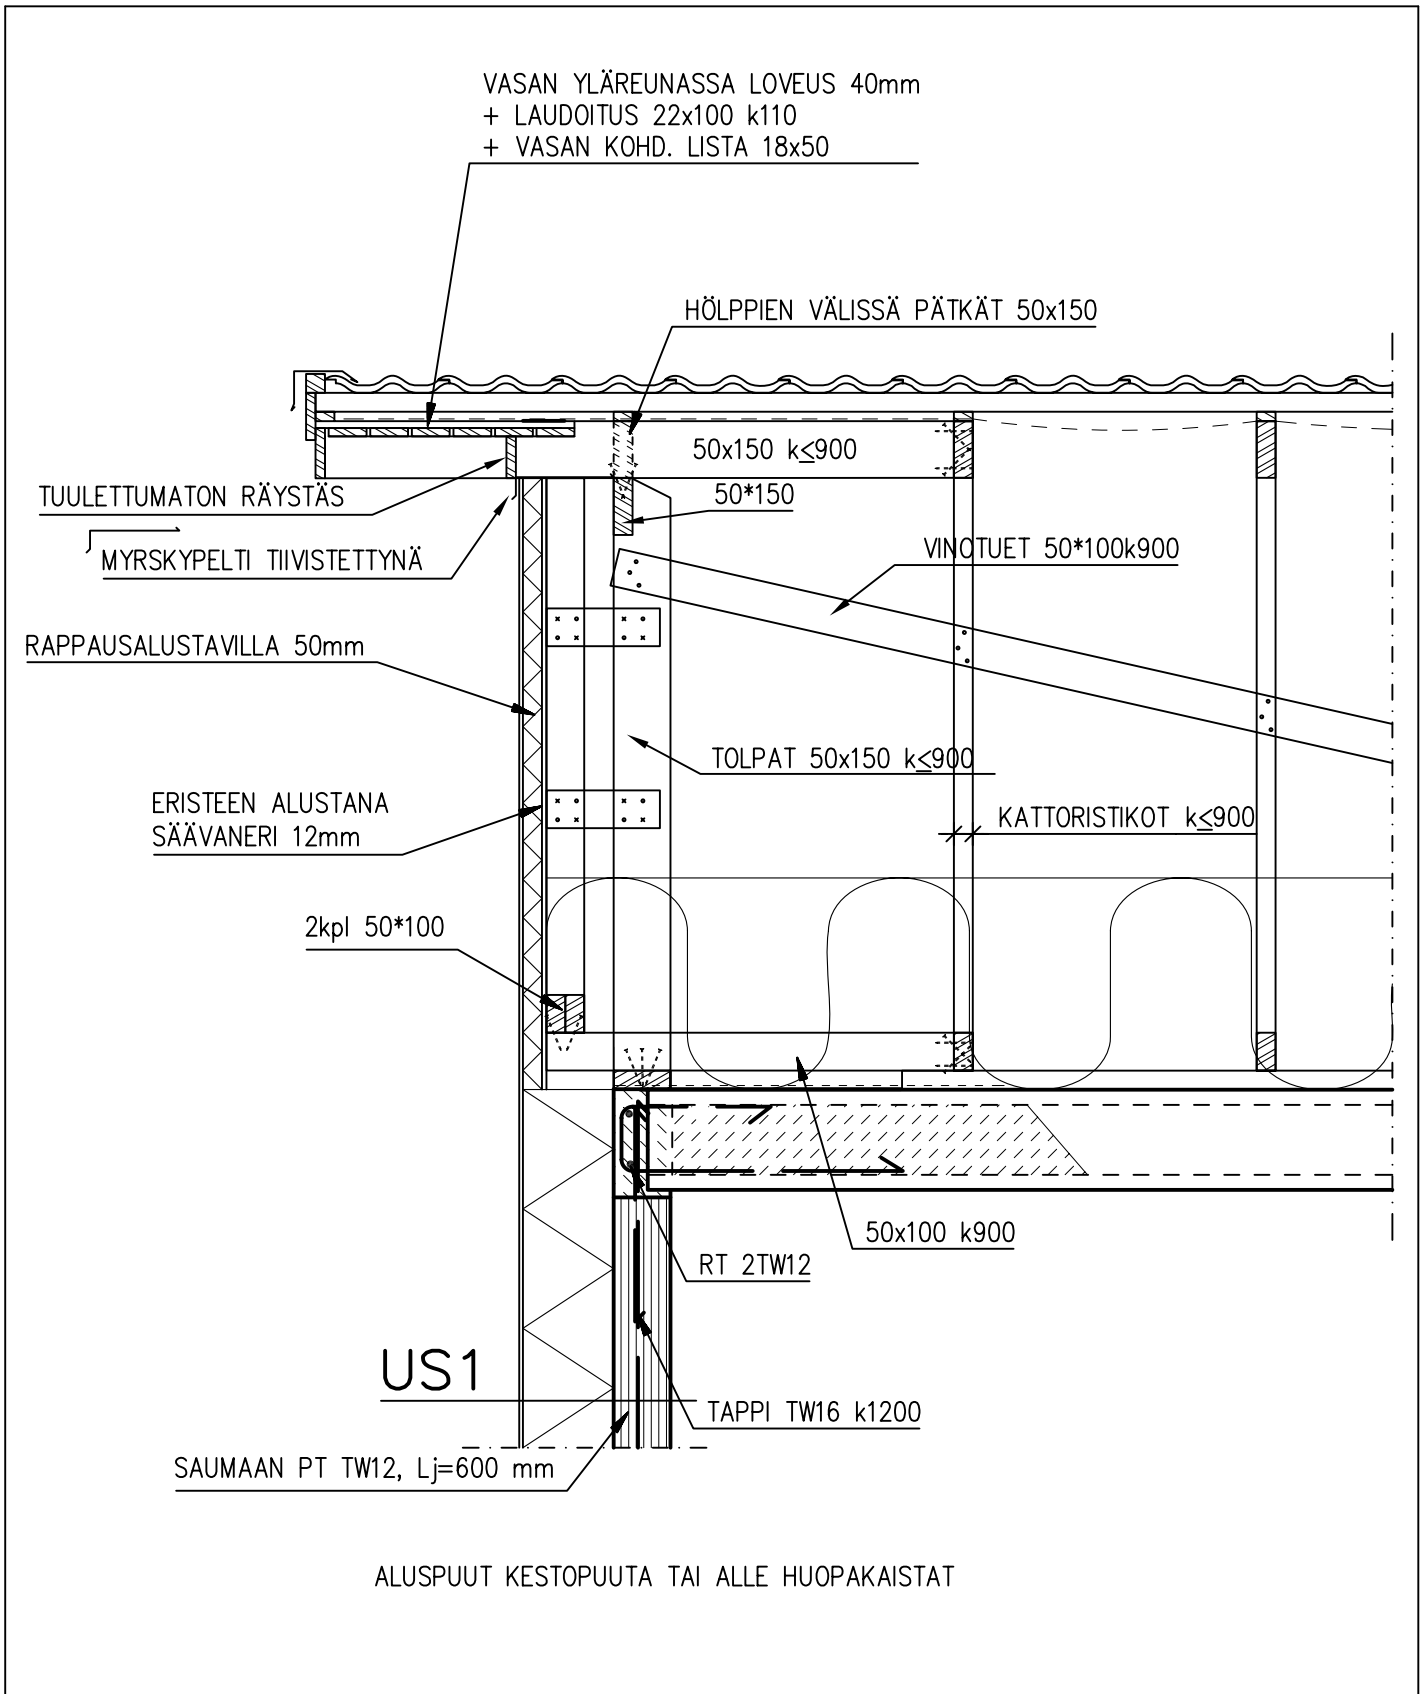 VASAN YLÄREUNASSA LOVEUS 40mm
+ LAUDOITUS 22x100 k110
+ VASAN KOHD. LISTA 18x50
HÖLPPIEN VÄLISSÄ PÄTKÄT 50x150
50x150 k≤900
50*150
TUULETTUMATON RÄYSTÄS
MYRSKYPELTI TIIVISTETTYNÄ
VINOTUET 50*100k900
RAPPAUSALUSTAVILLA 50mm
TOLPAT 50x150 k≤900
ERISTEEN ALUSTANA
SÄÄVANERI 12mm
KATTORISTIKOT k≤900
2kpl 50*100
50x100 k900
RT 2TW12
US1
TAPPI TW16 k1200
SAUMAAN PT TW12, Lj=600 mm
ALUSPUUT KESTOPUUTA TAI ALLE HUOPAKAISTAT